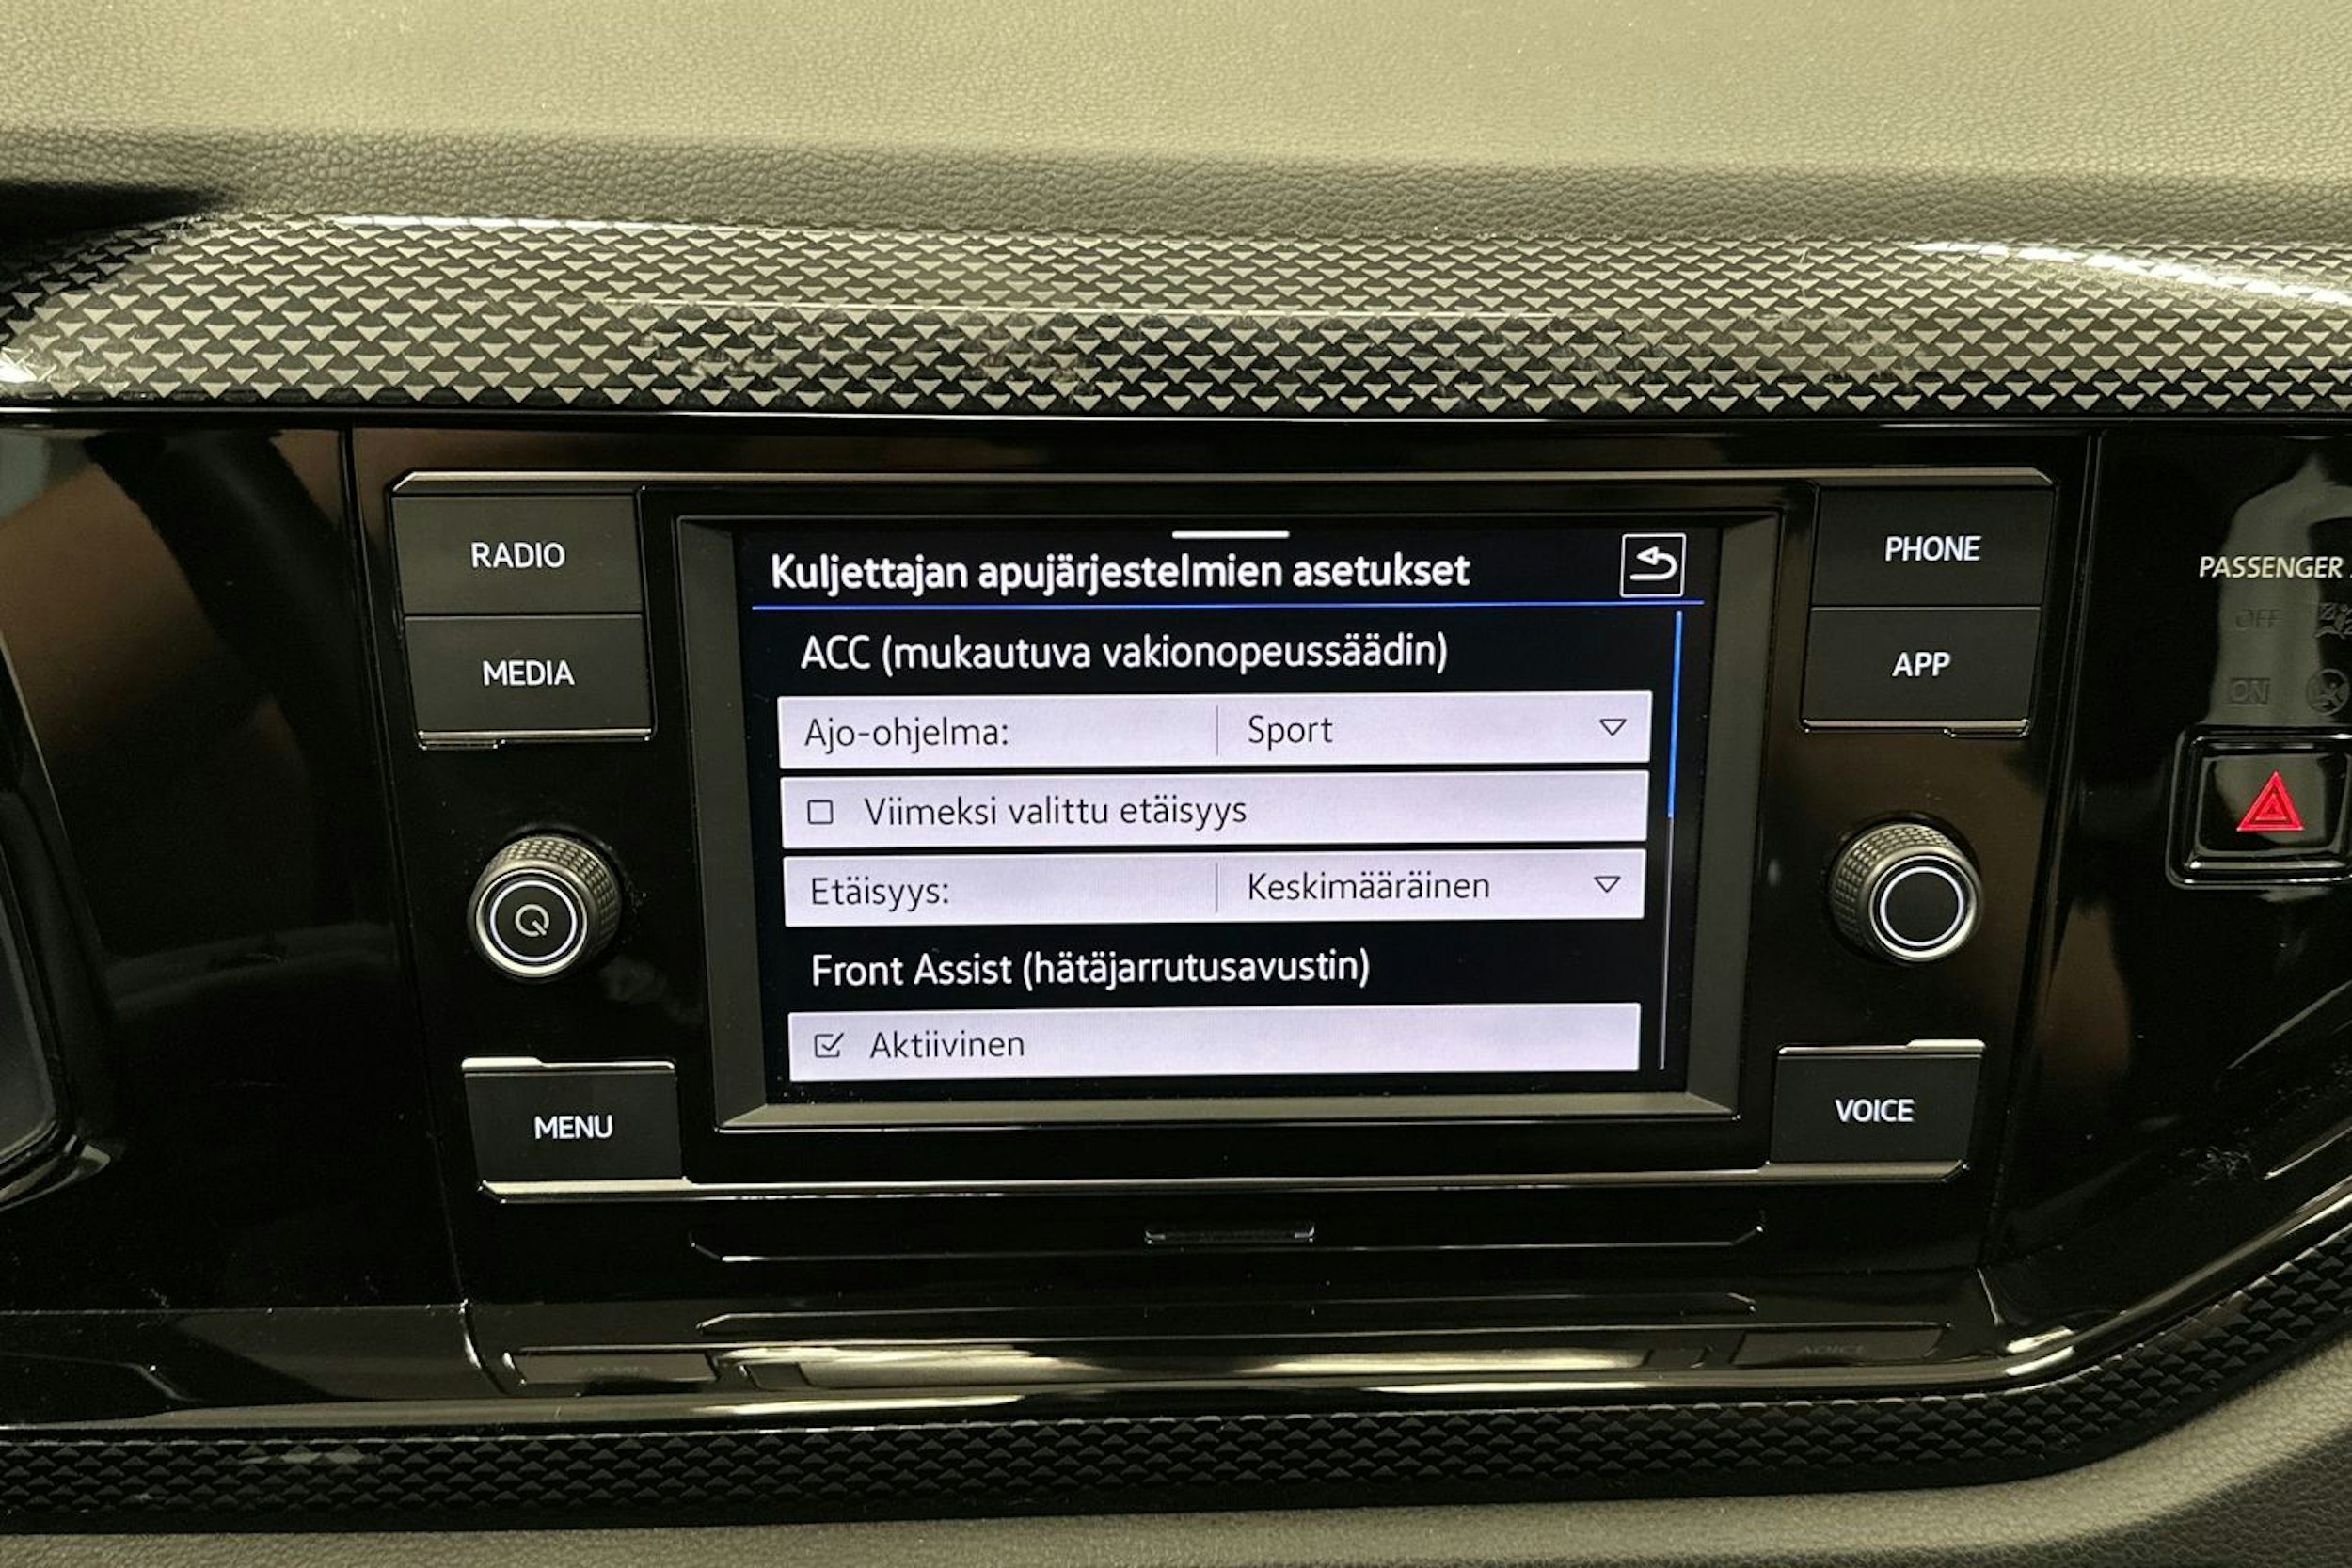 RADIO
MEDIA
MENU
Kuljettajan apujärjestelmien asetukset
ACC (mukautuva vakionopeussäädin)
Ajo-ohjelma: Sport
Viimeksi valittu etäisyys
Etäisyys: Keskimääräinen
Front Assist (hätäjarrutusavustin)
Aktiivinen
PHONE
APP
VOICE
PASSENGER
OFF
ON